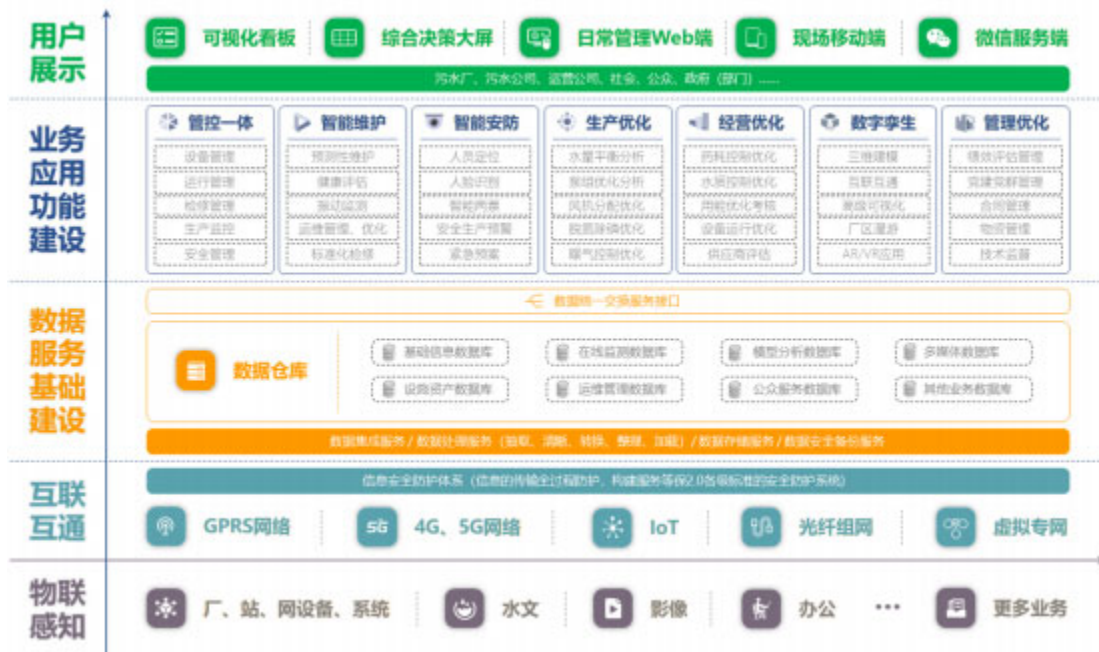 用户
展示
可视化看板
综合决策大屏
日常管理Web端
现场移动端
微信服务端
污水厂、污水公司、运营公司、社会、公众、政府（部门）......
业务
应用
功能
建设
管控一体
智能维护
智能安防
生产优化
经营优化
数字孪生
管理优化
设备管理
预测性维护
人员定位
水量平衡分析
药耗控制优化
三维建模
绩效评估管理
运行管理
健康评估
人脸识别
泵组优化分析
水质控制优化
互联互通
党建党群管理
检修管理
振动监测
智能两票
风机分配优化
用能优化考核
高级可视化
合同管理
生产监控
运维管理、优化
安全生产预警
脱氮除磷优化
设备运行优化
厂区漫游
物资管理
安全管理
标准化检修
紧急预案
曝气控制优化
供应商评估
AR/VR应用
技术监督
数据
服务
基础
建设
数据统一交换服务接口
数据仓库
基础信息数据库
在线监测数据库
模型分析数据库
多媒体数据库
设施资产数据库
运维管理数据库
公众服务数据库
其他业务数据库
数据集成服务 / 数据处理服务（抽取、清晰、转换、整理、加载）/ 数据存储服务 / 数据安全备份服务
互联
互通
信息安全防护体系（信息的传输全过程防护，构建服务等保2.0各级标准的安全防护系统）
GPRS网络
5G
4G、5G网络
IoT
光纤组网
虚拟专网
物联
感知
厂、站、网设备、系统
水文
影像
办公
•••
更多业务